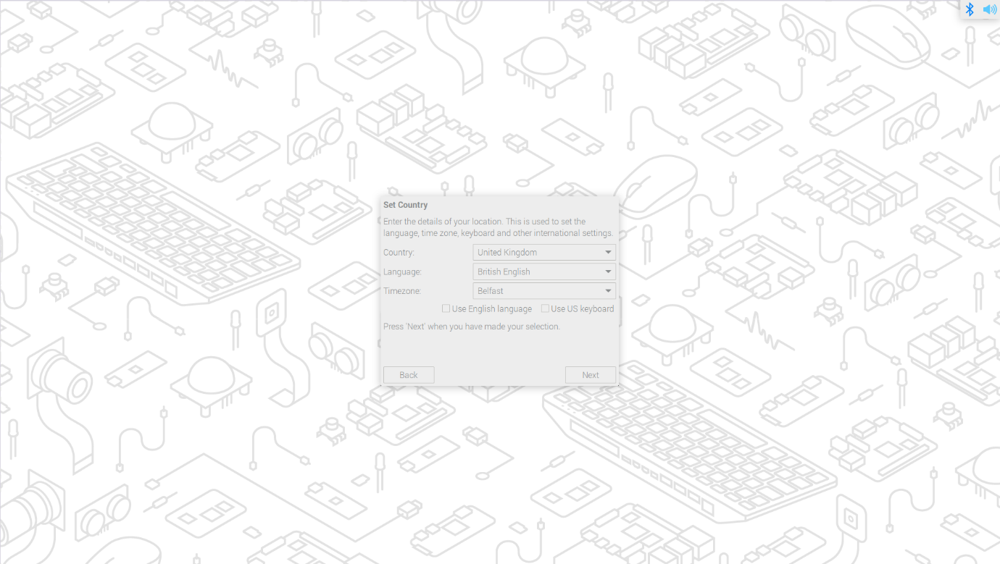 Set Country
Enter the details of your location. This is used to set the
language, time zone, keyboard and other international settings.
Country: United Kingdom
Language: British English
Timezone: Belfast
Use English language Use US keyboard
Press 'Next' when you have made your selection.
Back Next